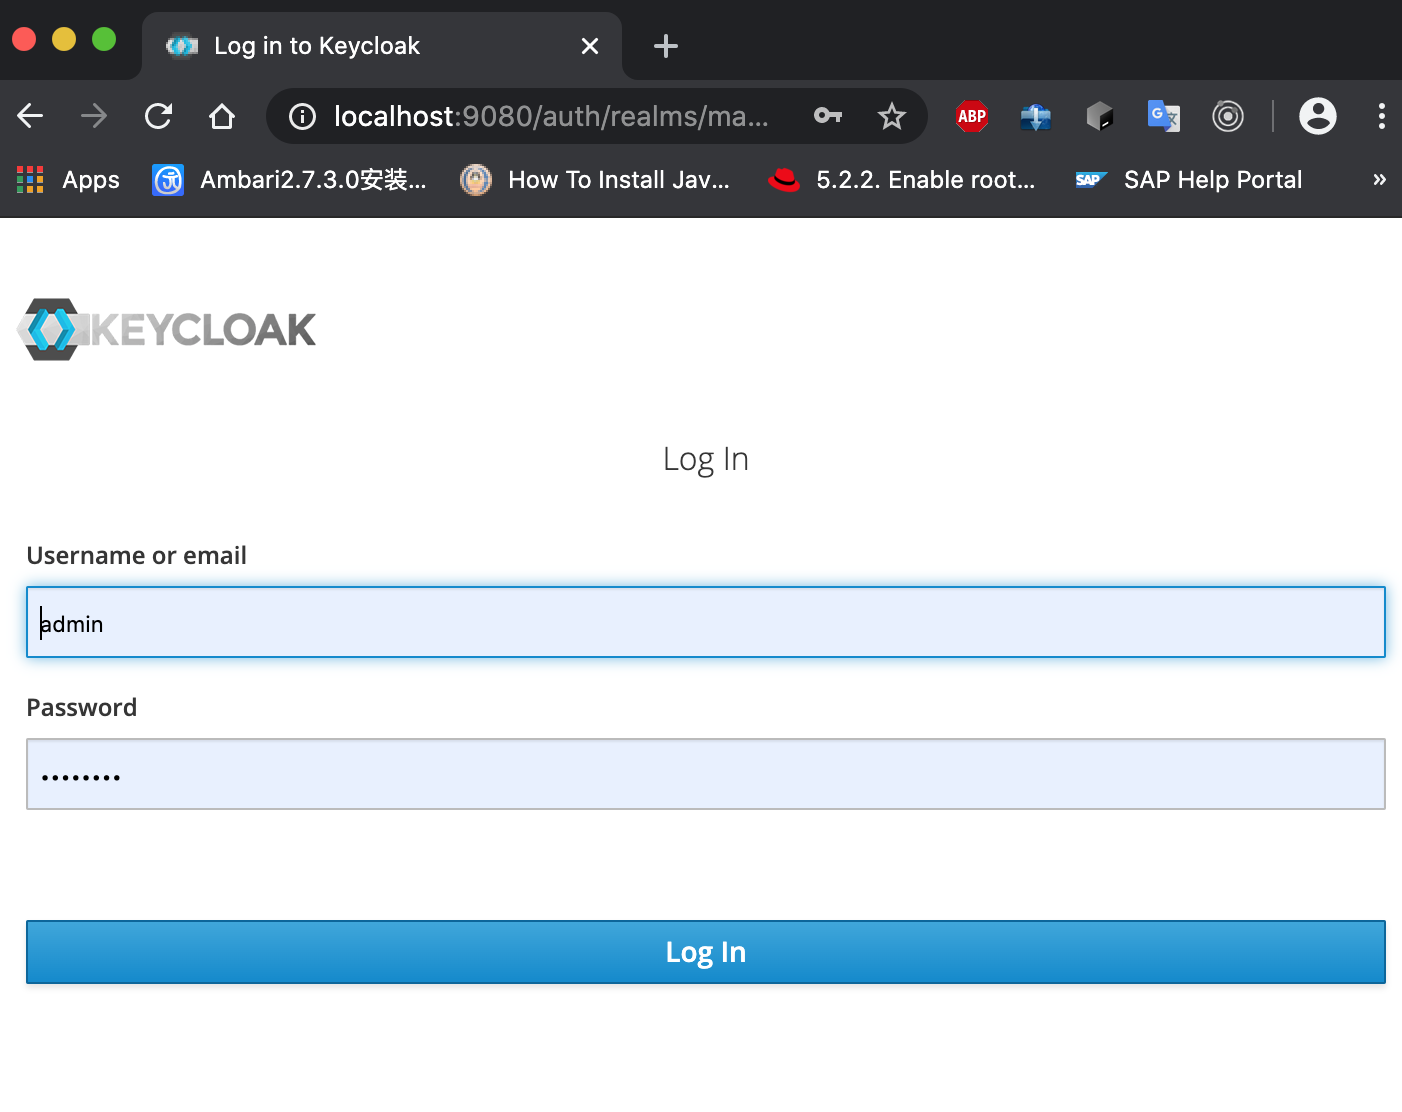 Log in to Keycloak
localhost:9080/auth/realms/ma...
ABP
G
Apps
Ambari2.7.3.0安装...
How To Install Jav...
5.2.2. Enable root...
SAP
SAP Help Portal
»
KEYCLOAK
Log In
Username or email
admin
Password
••••••••
Log In